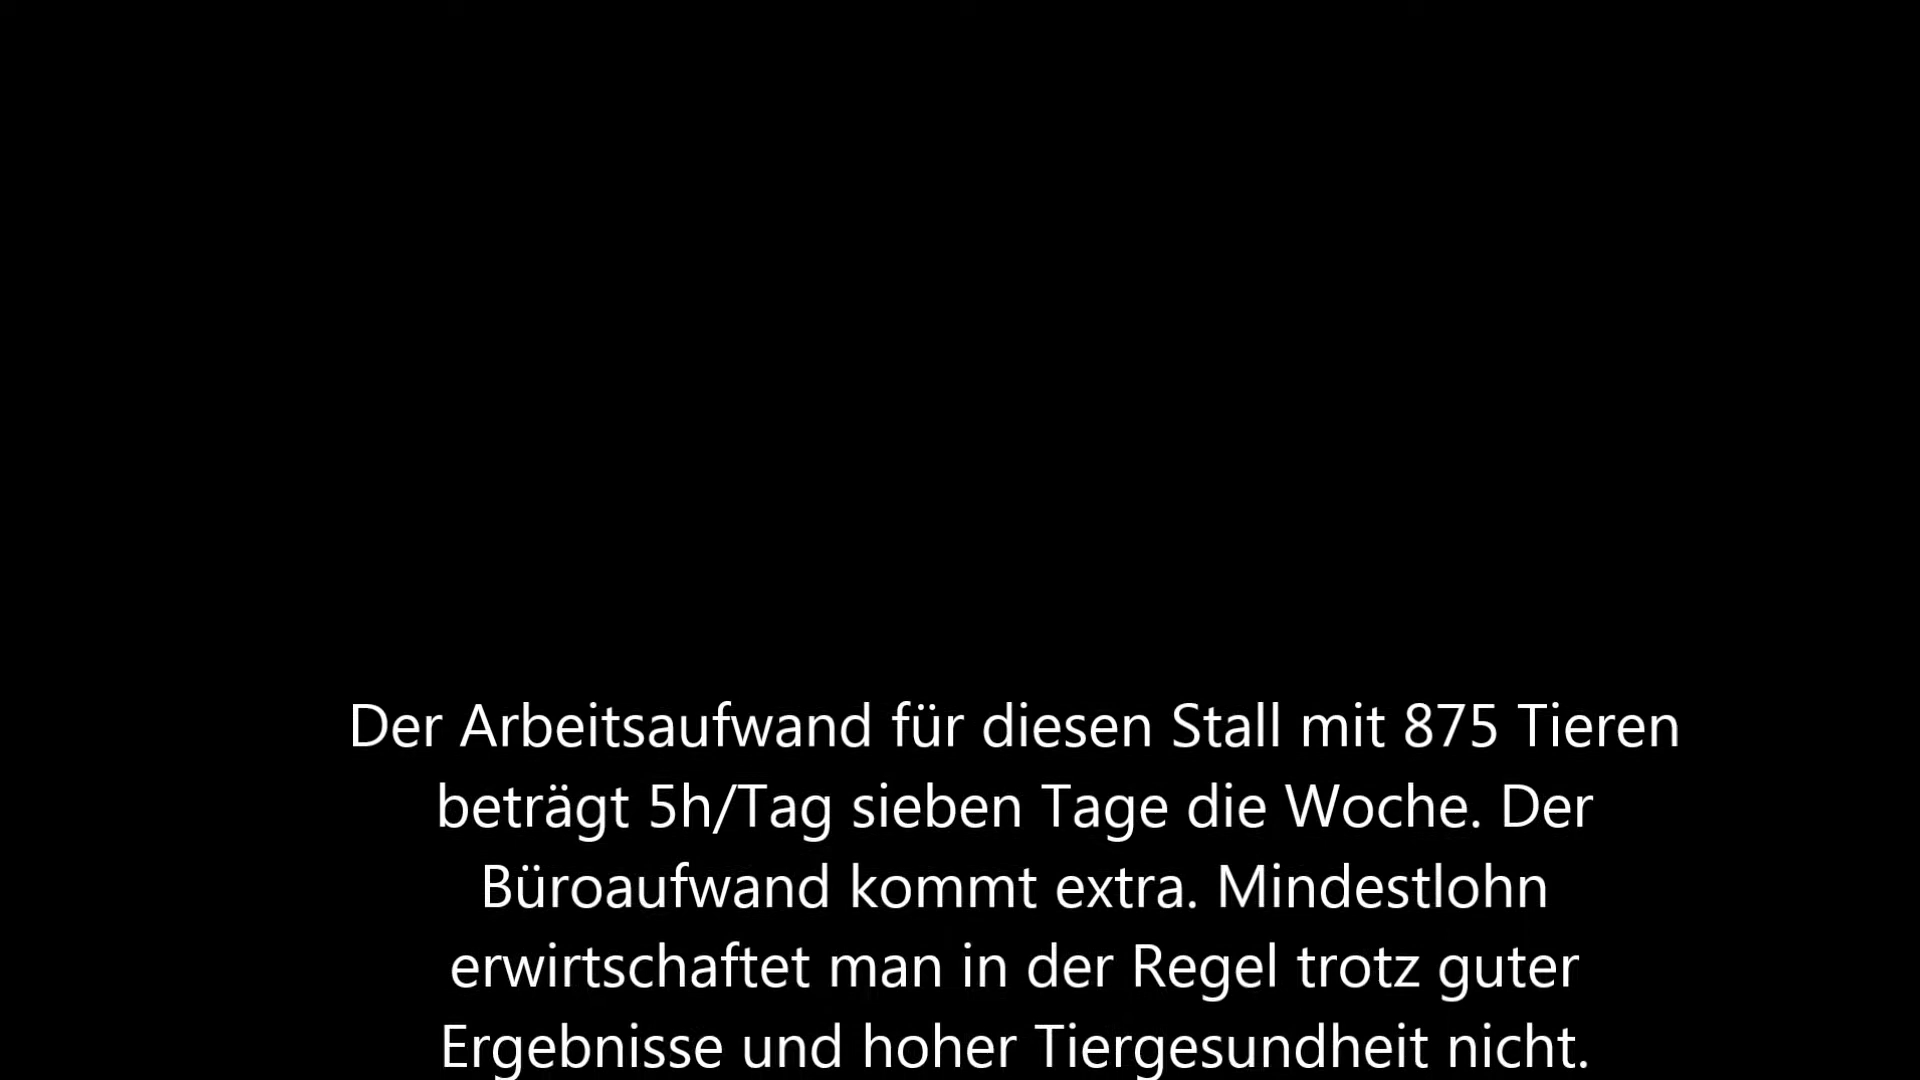 Der Arbeitsaufwand für diesen Stall mit 875 Tieren
beträgt 5h/Tag sieben Tage die Woche. Der
Büroaufwand kommt extra. Mindestlohn
erwirtschaftet man in der Regel trotz guter
Ergebnisse und hoher Tiergesundheit nicht.